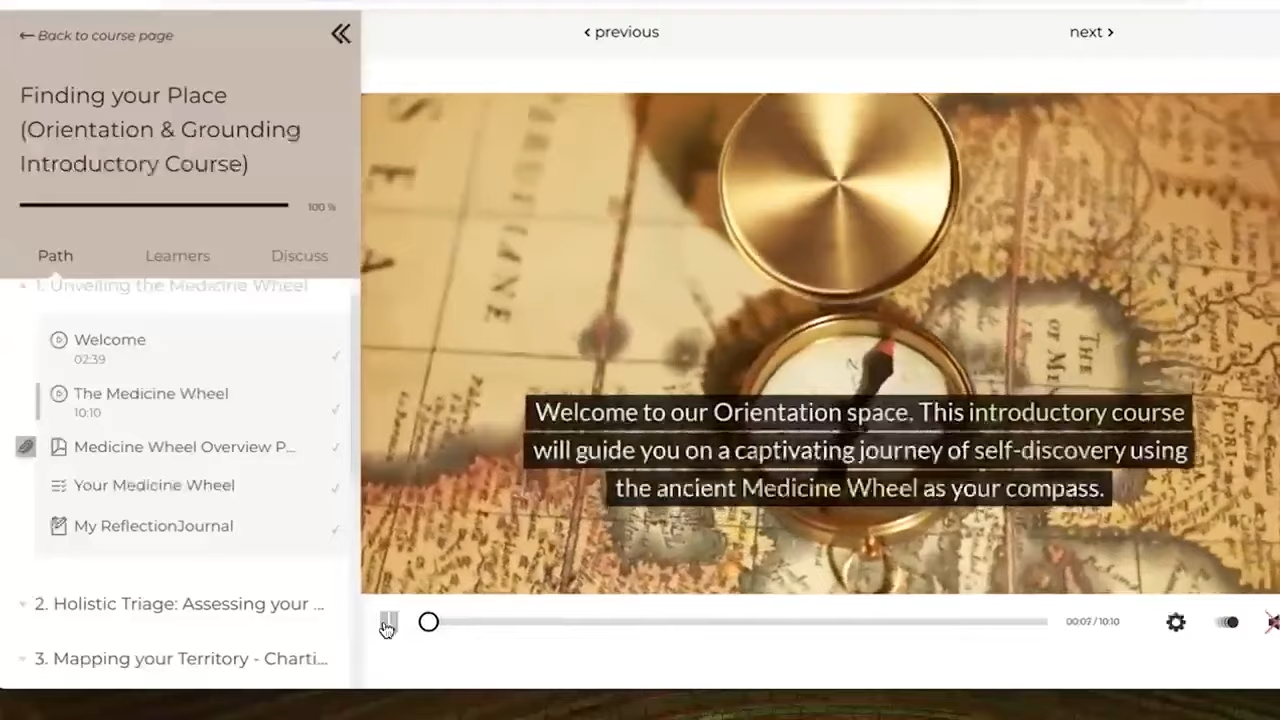 ← Back to course page
Finding your Place
(Orientation & Grounding
Introductory Course)
100 %
Path Learners Discuss
1. Unveiling the Medicine Wheel
Welcome
02:39
The Medicine Wheel
10:10
Medicine Wheel Overview P...
Your Medicine Wheel
My ReflectionJournal
2. Holistic Triage: Assessing your ...
3. Mapping your Territory - Charti...
‹ previous
next ›
THE
Welcome to our Orientation space. This introductory course
will guide you on a captivating journey of self-discovery using
the ancient Medicine Wheel as your compass.
00:07 / 10:10